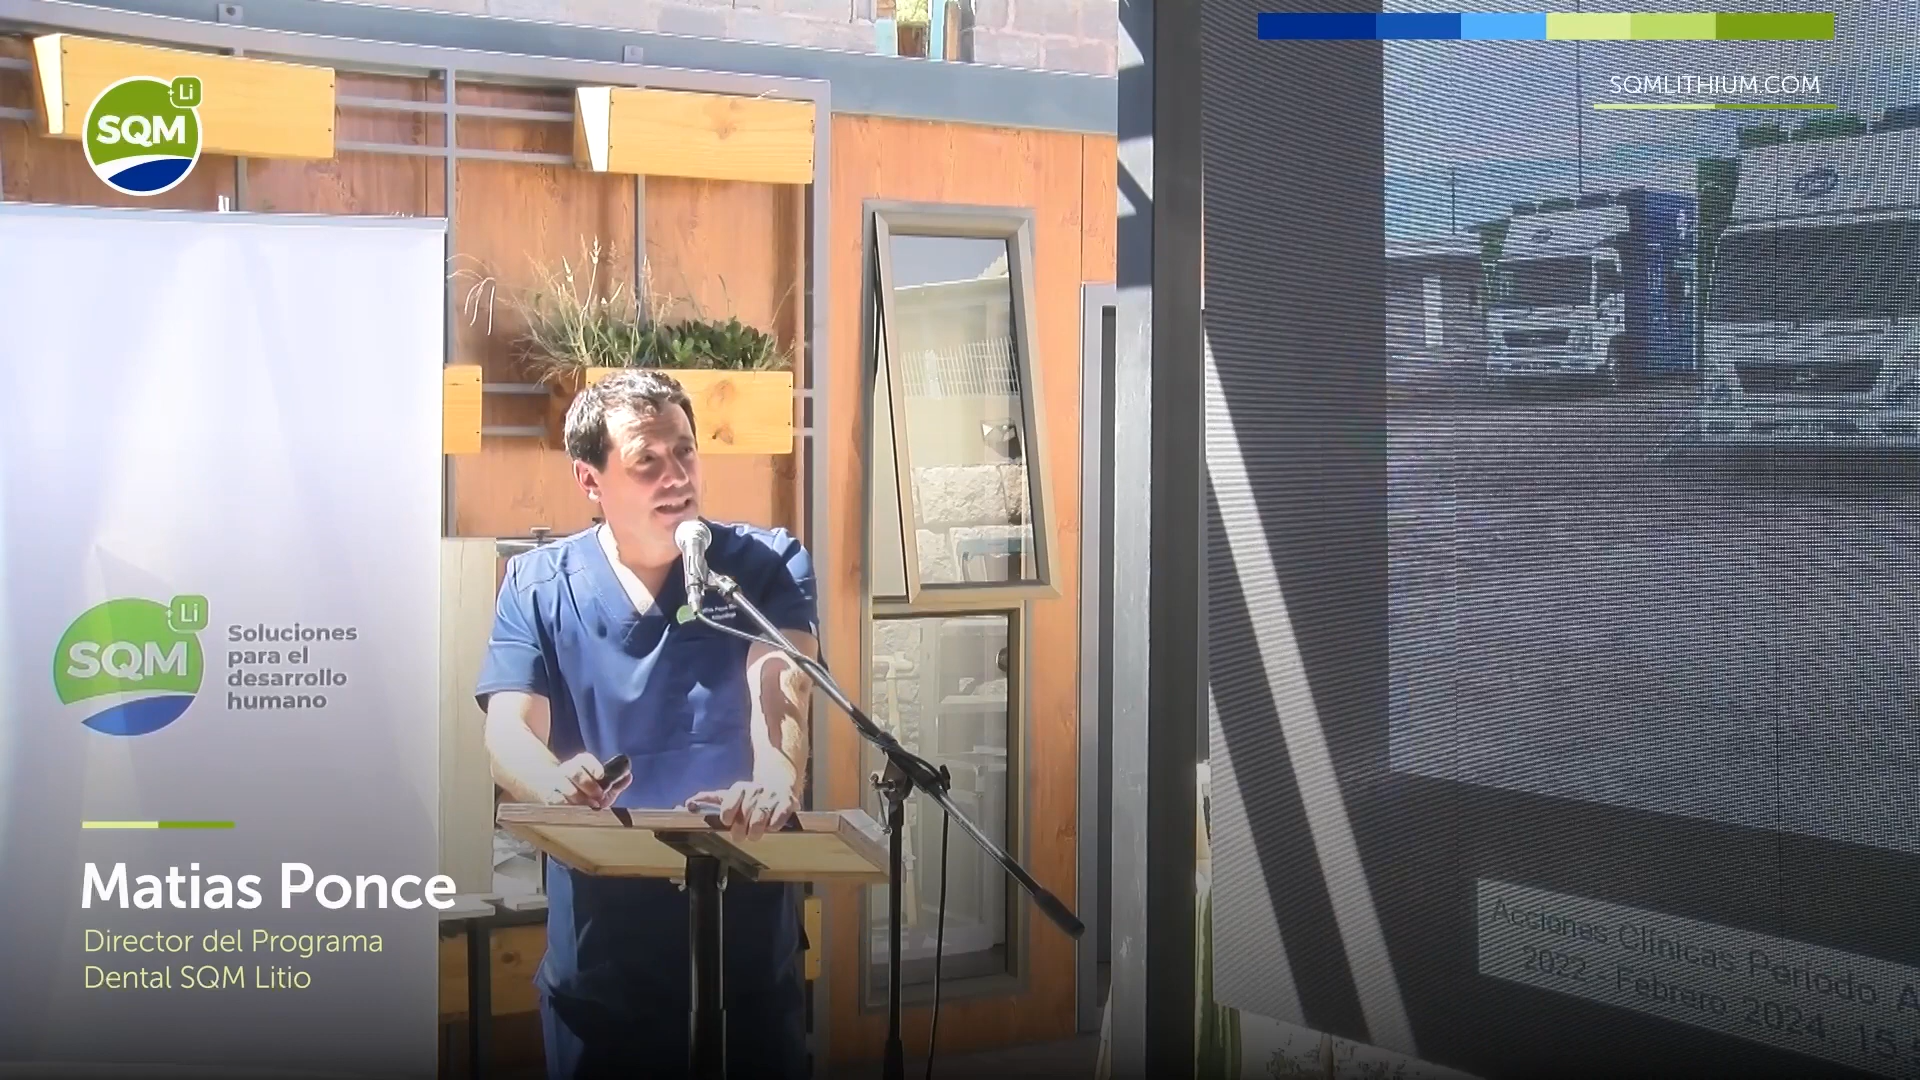 +Li
SQM
SQMLITHIUM.COM
+Li
SQM
Soluciones
para el
desarrollo
humano
Matias Ponce
Director del Programa
Dental SQM Litio
Acciones Clínicas Período
2022 - Febrero 2024